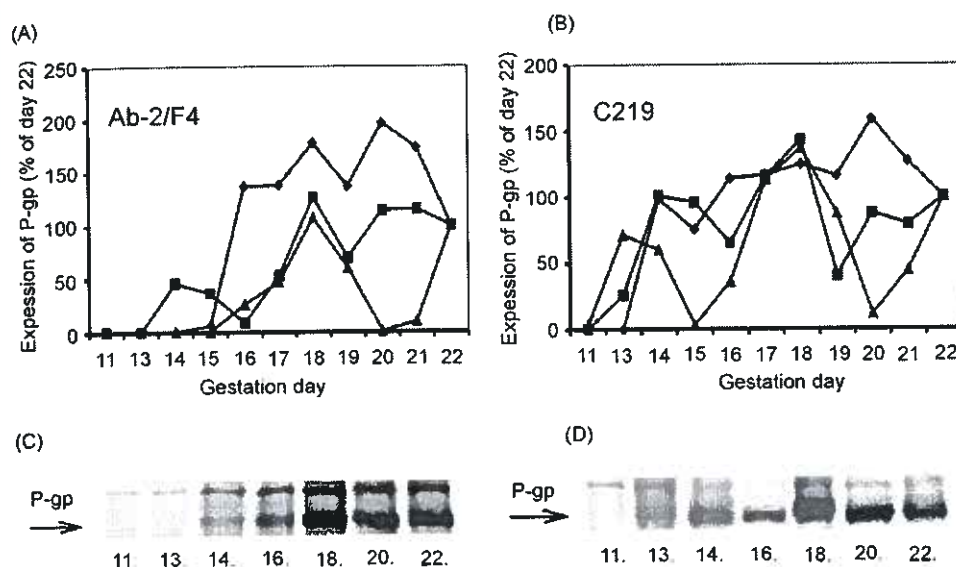 (A)
Expession of P-gp (% of day 22)
250
200
150
100
50
0
Ab-2/F4
11 13 14 15 16 17 18 19 20 21 22
Gestation day
(B)
Expession of P-gp (% of day 22)
200
150
100
50
0
C219
11 13 14 15 16 17 18 19 20 21 22
Gestation day
(C)
P-gp
11. 13. 14. 16. 18. 20. 22.
(D)
P-gp
11. 13. 14. 16. 18. 20. 22.